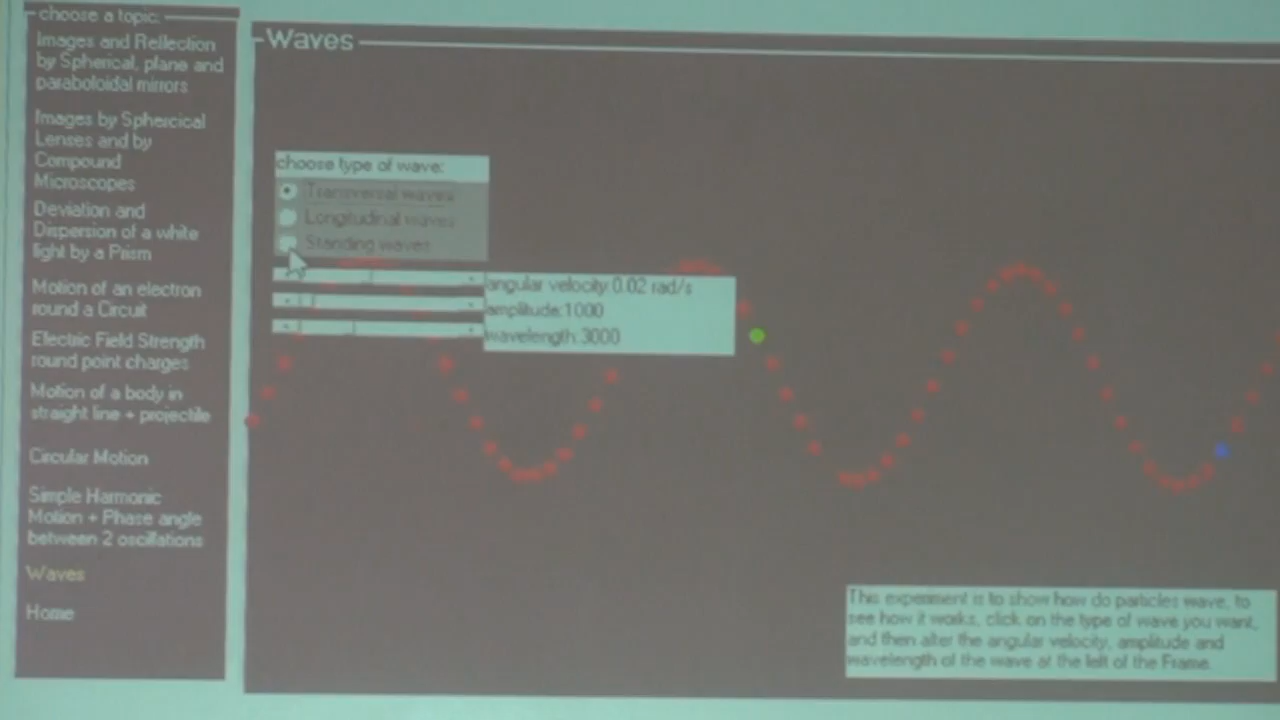 choose a topic:
Images and Reflection
by Spherical, plane and
paraboloidal mirrors
Images by Sphercical
Lenses and by
Compound
Microscopes
Deviation and
Dispersion of a white
light by a Prism
Motion of an electron
round a Circuit
Electric Field Strength
round point charges
Motion of a body in
straight line + projectile
Circular Motion
Simple Harmonic
Motion + Phase angle
between 2 oscillations
Waves
Home
Waves
choose type of wave:
Transversal waves
Longitudinal waves
Standing waves
angular velocity:0.02 rad/s
amplitude:1000
wavelength:3000
This experiment is to show how do particles wave, to
see how it works, click on the type of wave you want,
and then alter the angular velocity, amplitude and
wavelength of the wave at the left of the Frame.